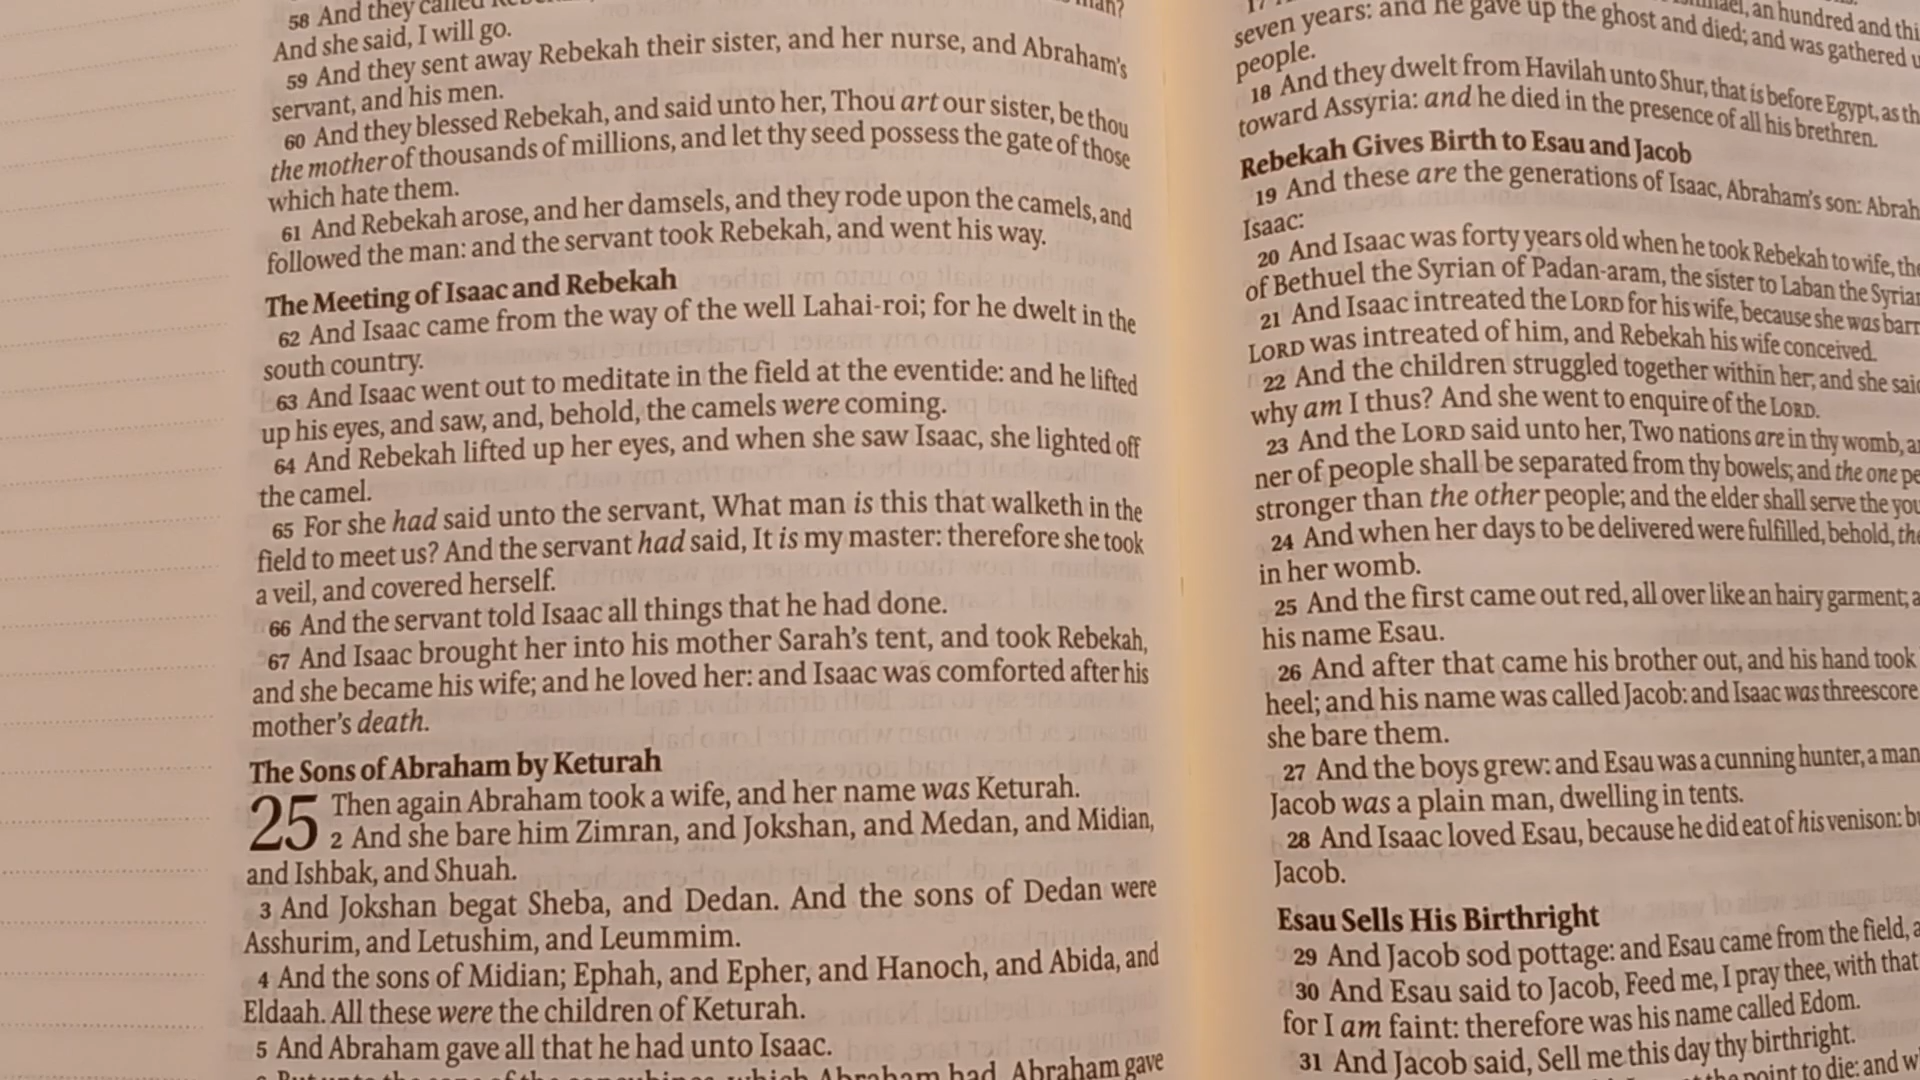 58 And they called
And she said, I will go.
59 And they sent away Rebekah their sister, and her nurse, and Abraham's
servant, and his men.
60 And they blessed Rebekah, and said unto her, Thou art our sister, be thou
the mother of thousands of millions, and let thy seed possess the gate of those
which hate them.
61 And Rebekah arose, and her damsels, and they rode upon the camels, and
followed the man: and the servant took Rebekah, and went his way.
The Meeting of Isaac and Rebekah
62 And Isaac came from the way of the well Lahai-roi; for he dwelt in the
south country.
63 And Isaac went out to meditate in the field at the eventide: and he lifted
up his eyes, and saw, and, behold, the camels were coming.
64 And Rebekah lifted up her eyes, and when she saw Isaac, she lighted off
the camel.
65 For she had said unto the servant, What man is this that walketh in the
field to meet us? And the servant had said, It is my master: therefore she took
a veil, and covered herself.
66 And the servant told Isaac all things that he had done.
67 And Isaac brought her into his mother Sarah's tent, and took Rebekah,
and she became his wife; and he loved her: and Isaac was comforted after his
mother's death.
The Sons of Abraham by Keturah
25 Then again Abraham took a wife, and her name was Keturah.
2 And she bare him Zimran, and Jokshan, and Medan, and Midian,
and Ishbak, and Shuah.
3 And Jokshan begat Sheba, and Dedan. And the sons of Dedan were
Asshurim, and Letushim, and Leummim.
4 And the sons of Midian; Ephah, and Epher, and Hanoch, and Abida, and
Eldaah. All these were the children of Keturah.
5 And Abraham gave all that he had unto Isaac.
which Abraham had, Abraham gave
17
an hundred and
seven years: and he gave up the ghost and died; and was gathered
people.
18 And they dwelt from Havilah unto Shur, that is before Egypt, as
toward Assyria: and he died in the presence of all his brethren.
Rebekah Gives Birth to Esau and Jacob
19 And these are the generations of Isaac, Abraham's son:
Isaac:
20 And Isaac was forty years old when he took Rebekah to wife,
of Bethuel the Syrian of Padan-aram, the sister to Laban the
21 And Isaac intreated the LORD for his wife, because she was
LORD was intreated of him, and Rebekah his wife conceived.
22 And the children struggled together within her; and she
why am I thus? And she went to enquire of the LORD.
23 And the LORD said unto her, Two nations are in thy womb,
ner of people shall be separated from thy bowels; and the one
stronger than the other people; and the elder shall serve the
24 And when her days to be delivered were fulfilled, behold,
in her womb.
25 And the first came out red, all over like an hairy garment;
his name Esau.
26 And after that came his brother out, and his hand took
heel; and his name was called Jacob: and Isaac was threescore
she bare them.
27 And the boys grew: and Esau was a cunning hunter, a man
Jacob was a plain man, dwelling in tents.
28 And Isaac loved Esau, because he did eat of his venison:
Jacob.
Esau Sells His Birthright
29 And Jacob sod pottage: and Esau came from the field,
30 And Esau said to Jacob, Feed me, I pray thee, with that
for I am faint: therefore was his name called Edom.
31 And Jacob said, Sell me this day thy birthright.
point to die: and